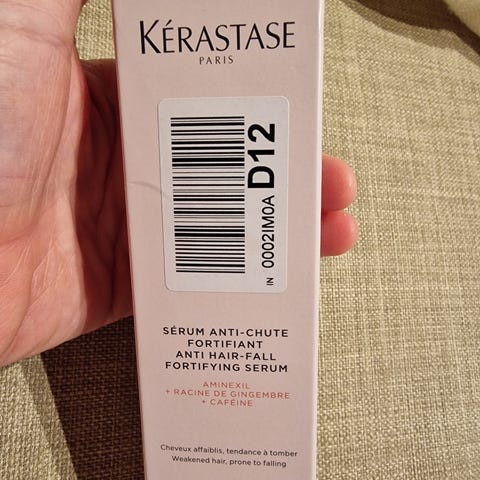 KÉRASTASE
PARIS
IN 0002IM0A D12
SÉRUM ANTI-CHUTE
FORTIFIANT
ANTI HAIR-FALL
FORTIFYING SERUM
AMINEXIL
+ RACINE DE GINGEMBRE
+ CAFÉINE
Cheveux affaiblis, tendance à tomber
Weakened hair, prone to falling